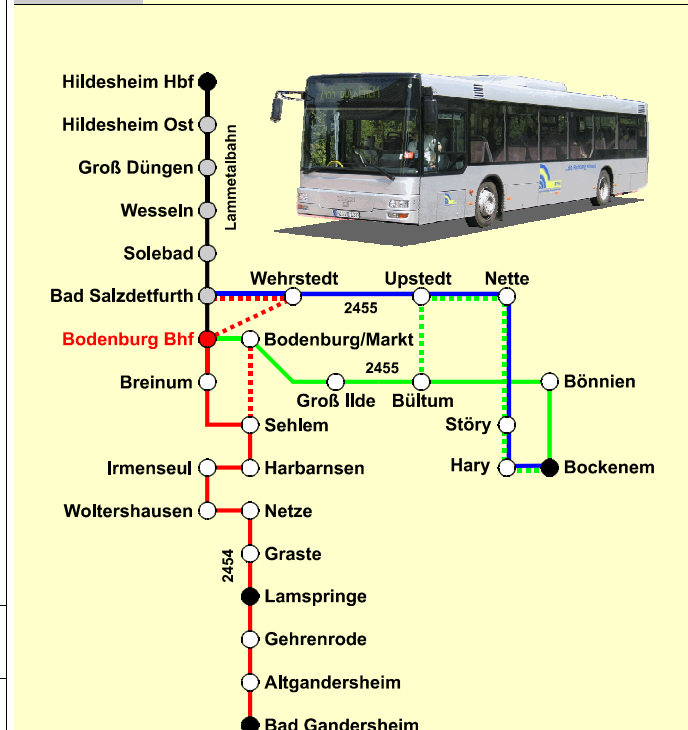 Hildesheim Hbf
Hildesheim Ost
Groß Düngen
Wesseln
Solebad
Lammetalbahn
Bad Salzdetfurth
Wehrstedt
Upstedt
Nette
2455
Bodenburg Bhf
Bodenburg/Markt
2455
Breinum
Groß Ilde
Bültum
Bönnien
Sehlem
Störy
Irmenseul
Harbarnsen
Hary
Bockenem
Woltershausen
Netze
2454
Graste
Lamspringe
Gehrenrode
Altgandersheim
Bad Gandersheim